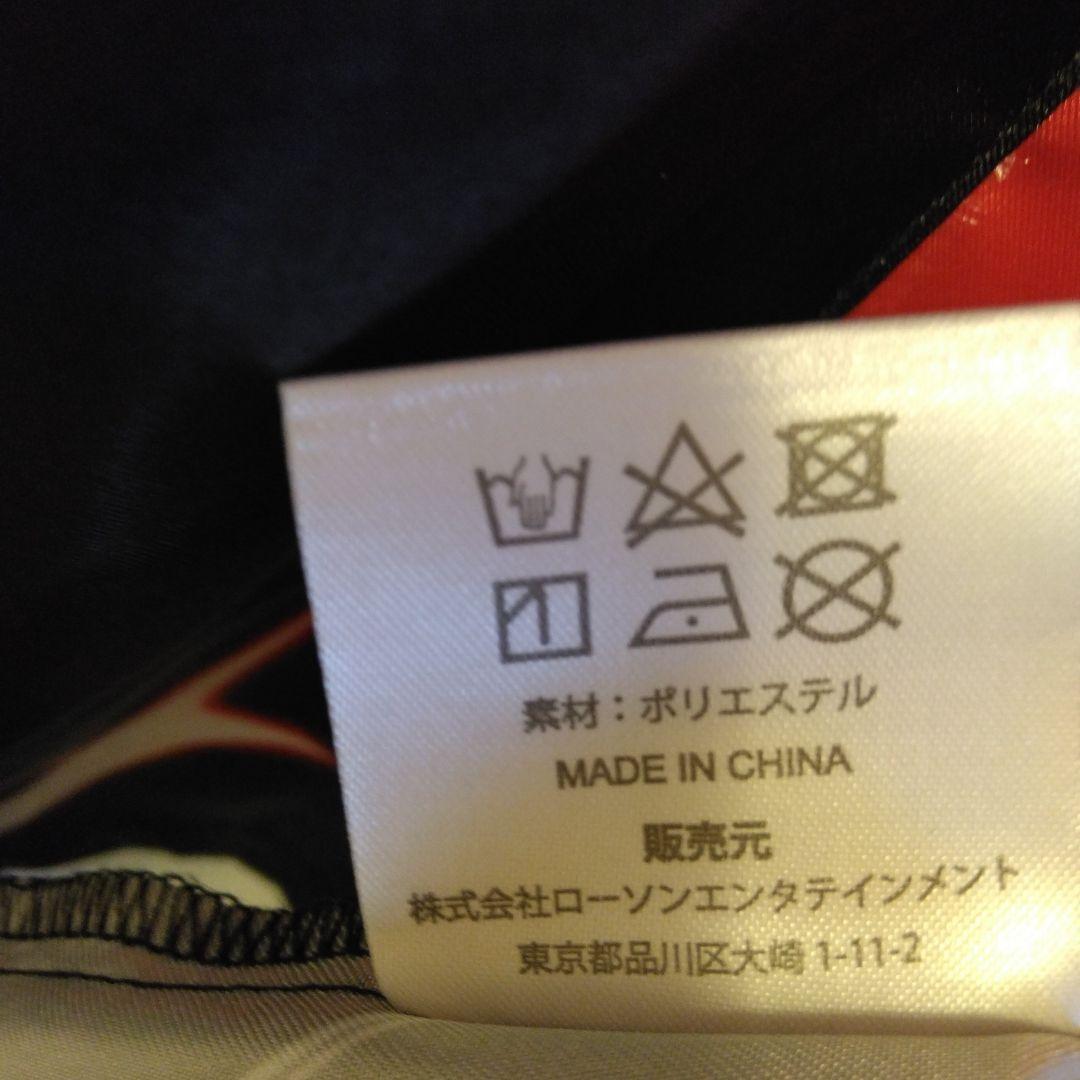 素材：ポリエステル
MADE IN CHINA
販売元
株式会社ローソンエンタテインメント
東京都品川区大崎 1-11-2